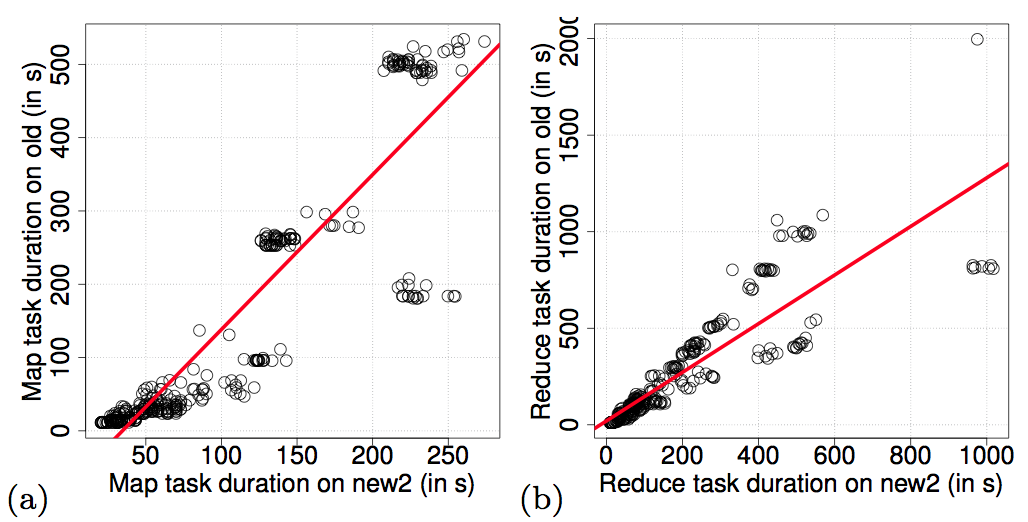 Map task duration on old (in s)
500
400
300
200
100
0
50 100 150 200 250
(a) Map task duration on new2 (in s)
Reduce task duration on old (in s)
2000
1500
1000
500
0
0 200 400 600 800 1000
(b) Reduce task duration on new2 (in s)